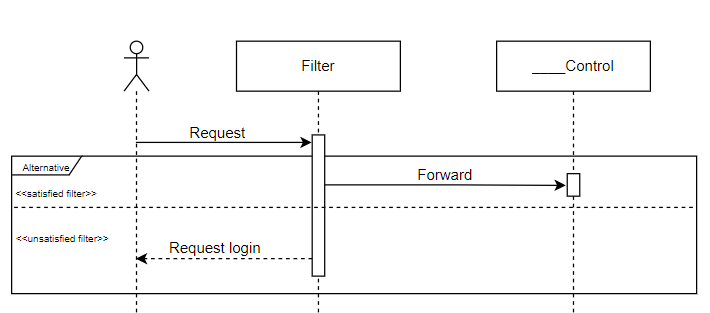 Filter
____Control
Request
Alternative
Forward
<<satisfied filter>>
<<unsatisfied filter>>
Request login